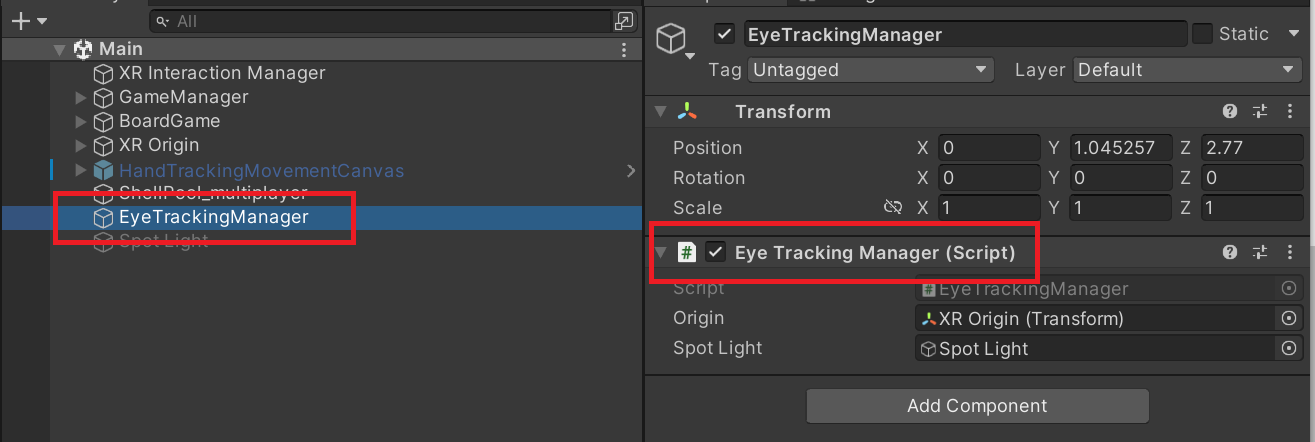 All
Main
XR Interaction Manager
GameManager
BoardGame
XR Origin
HandTrackingMovementCanvas
ShellPool_multiplayer
EyeTrackingManager
Spot Light
EyeTrackingManager
Static
Tag Untagged Layer Default
Transform
Position X 0 Y 1.045257 Z 2.77
Rotation X 0 Y 0 Z 0
Scale X 1 Y 1 Z 1
# Eye Tracking Manager (Script)
Script # EyeTrackingManager
Origin XR Origin (Transform)
Spot Light Spot Light
Add Component